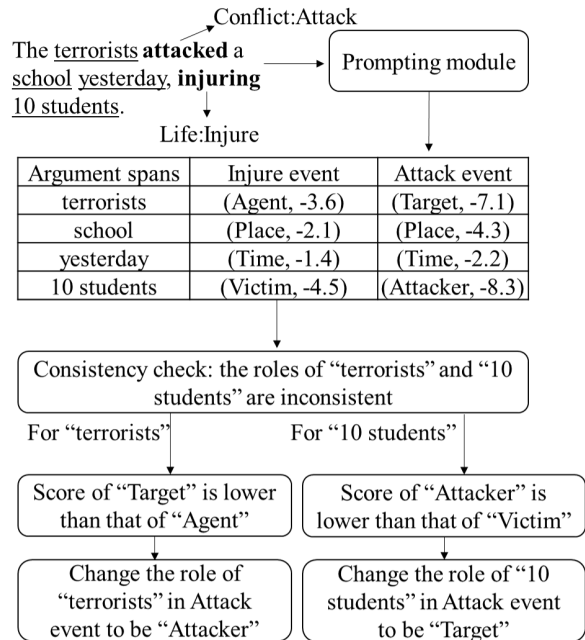 Conflict:Attack
The terrorists attacked a
school yesterday, injuring
10 students.
Prompting module
Life:Injure
Argument spans Injure event Attack event
terrorists (Agent, -3.6) (Target, -7.1)
school (Place, -2.1) (Place, -4.3)
yesterday (Time, -1.4) (Time, -2.2)
10 students (Victim, -4.5) (Attacker, -8.3)
Consistency check: the roles of “terrorists” and “10
students” are inconsistent
For “terrorists”
For “10 students”
Score of “Target” is lower
than that of “Agent”
Score of “Attacker” is
lower than that of “Victim”
Change the role of
“terrorists” in Attack
event to be “Attacker”
Change the role of “10
students” in Attack event
to be “Target”